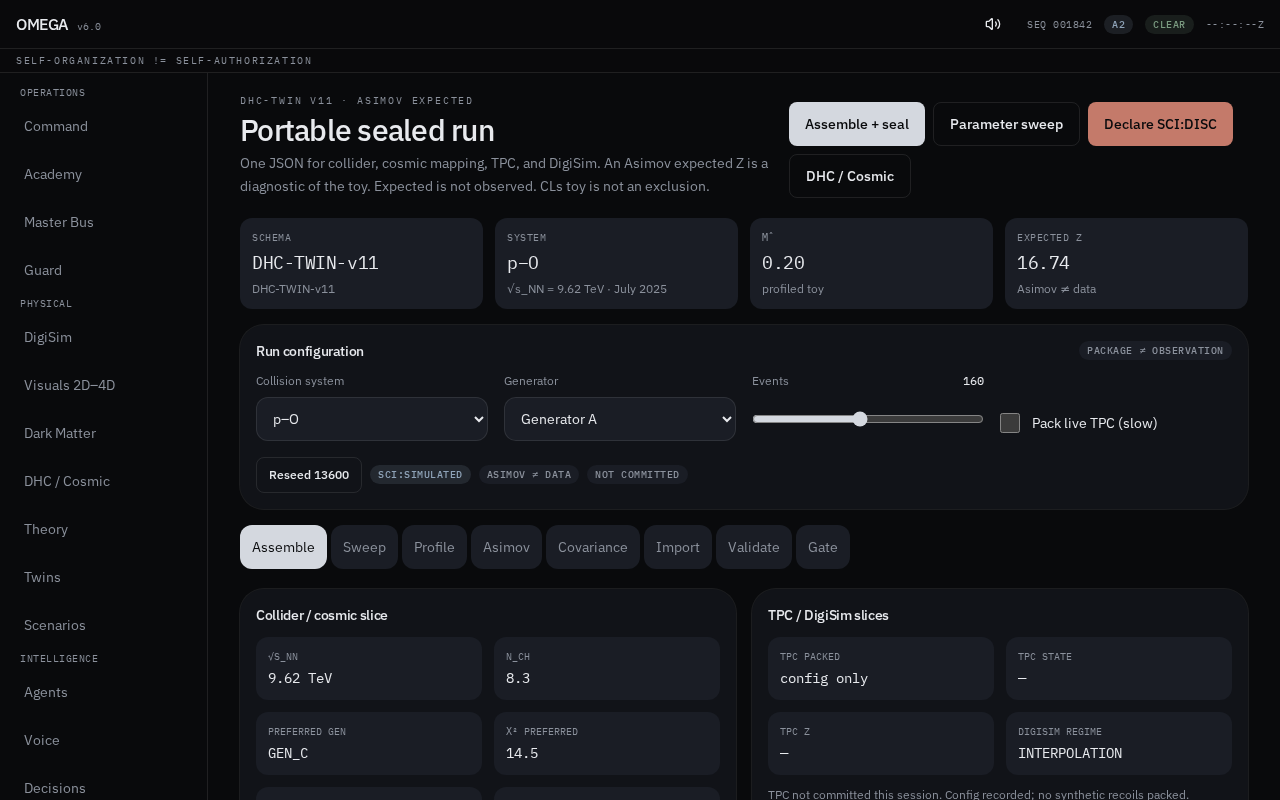 OMEGA v6.0
SEQ 001842 A2 CLEAR --:--:--Z
SELF-ORGANIZATION != SELF-AUTHORIZATION
OPERATIONS
Command
Academy
Master Bus
Guard
PHYSICAL
DigiSim
Visuals 2D–4D
Dark Matter
DHC / Cosmic
Theory
Twins
Scenarios
INTELLIGENCE
Agents
Voice
Decisions
DHC-TWIN V11 · ASIMOV EXPECTED
Portable sealed run
One JSON for collider, cosmic mapping, TPC, and DigiSim. An Asimov expected Z is a
diagnostic of the toy. Expected is not observed. CLs toy is not an exclusion.
Assemble + seal
Parameter sweep
Declare SCI:DISC
DHC / Cosmic
SCHEMA
DHC-TWIN-v11
DHC-TWIN-v11
SYSTEM
p–O
√s_NN = 9.62 TeV · July 2025
0.20
profiled toy
EXPECTED Z
16.74
Asimov ≠ data
Run configuration
PACKAGE ≠ OBSERVATION
Collision system
p–O
Generator
Generator A
Events 160
Pack live TPC (slow)
Reseed 13600
SCI:SIMULATED
ASIMOV ≠ DATA
NOT COMMITTED
Assemble
Sweep
Profile
Asimov
Covariance
Import
Validate
Gate
Collider / cosmic slice
√S_NN
9.62 TeV
N_CH
8.3
PREFERRED GEN
GEN_C
Χ² PREFERRED
14.5
TPC / DigiSim slices
TPC PACKED
config only
TPC STATE
—
TPC Z
—
DIGISIM REGIME
INTERPOLATION
TPC not committed this session. Config recorded; no synthetic recoils packed.